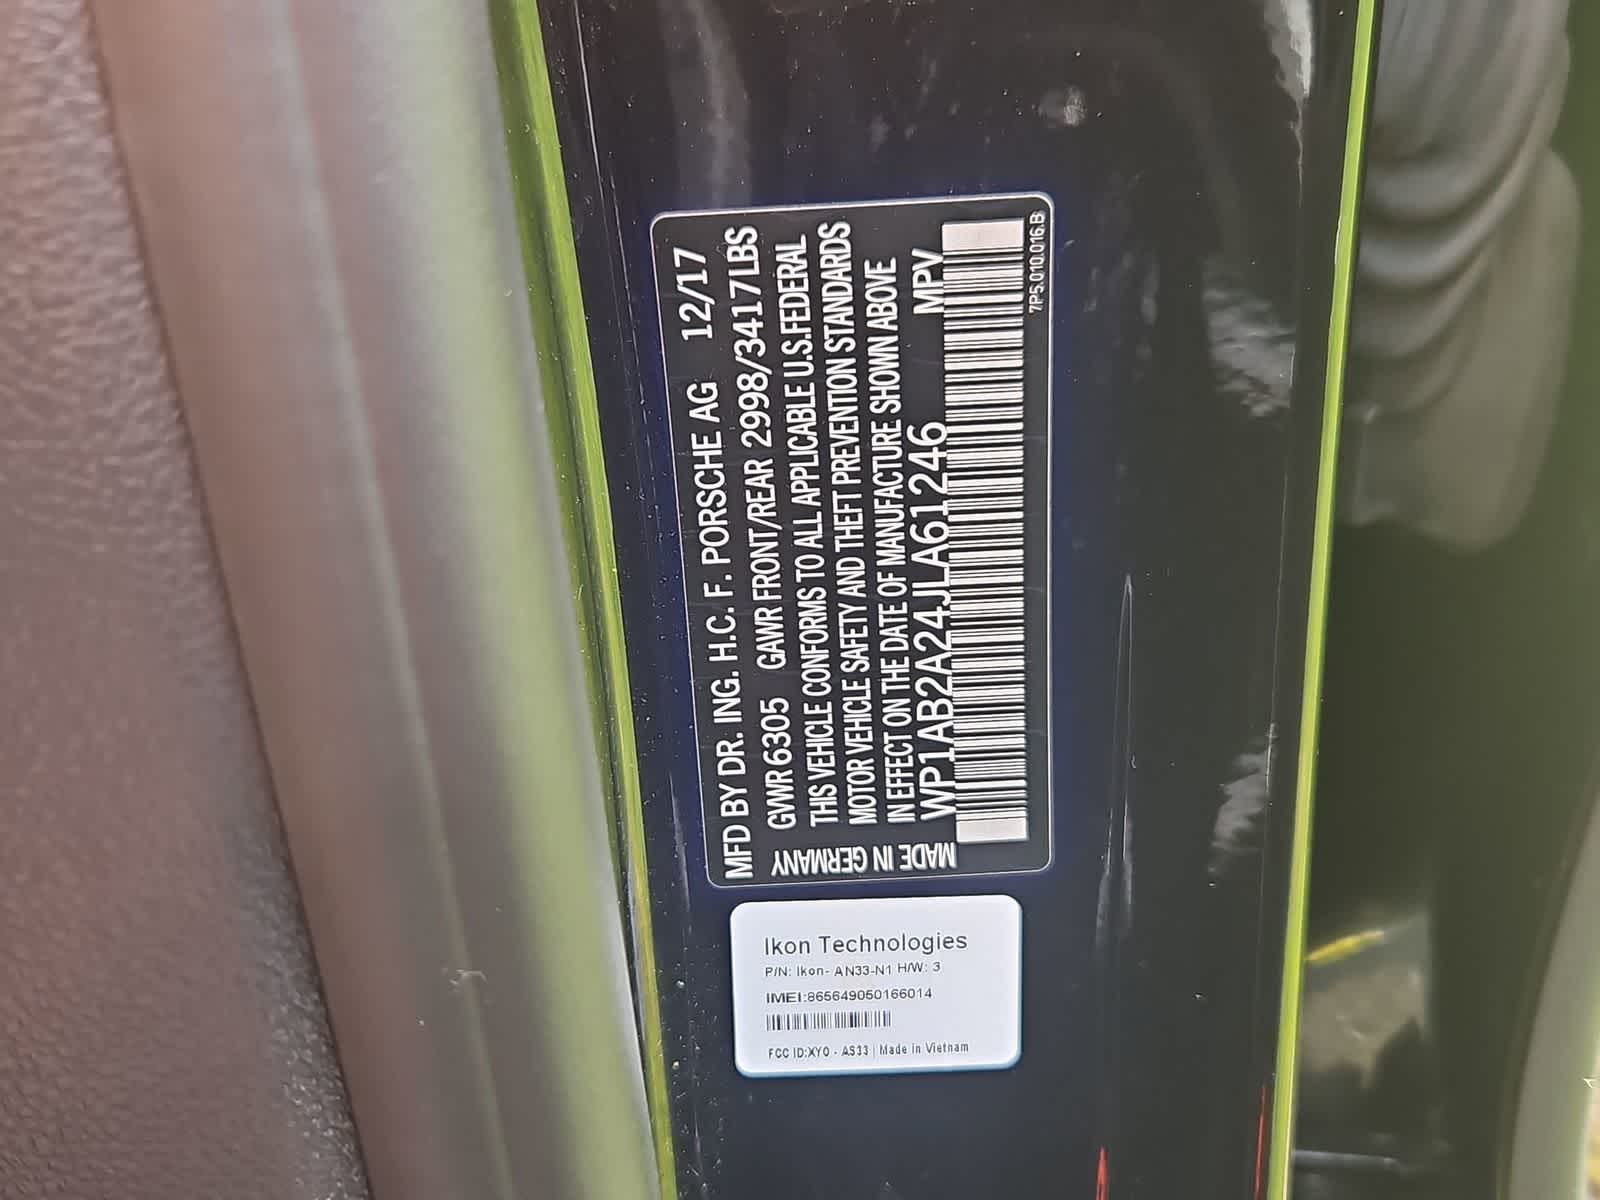 MFD BY DR. ING. H.C. F. PORSCHE AG 12/17
GVWR 6305 GAWR FRONT/REAR 2998/3417LBS
THIS VEHICLE CONFORMS TO ALL APPLICABLE U.S.FEDERAL
MOTOR VEHICLE SAFETY AND THEFT PREVENTION STANDARDS
IN EFFECT ON THE DATE OF MANUFACTURE SHOWN ABOVE
WP1AB2A24JLA61246 MPV
7P5.010.016.B
MADE IN GERMANY
Ikon Technologies
P/N: Ikon- AN33-N1 H/W: 3
IMEI:865649050166014
FCC ID:XY0 - AS33 | Made in Vietnam